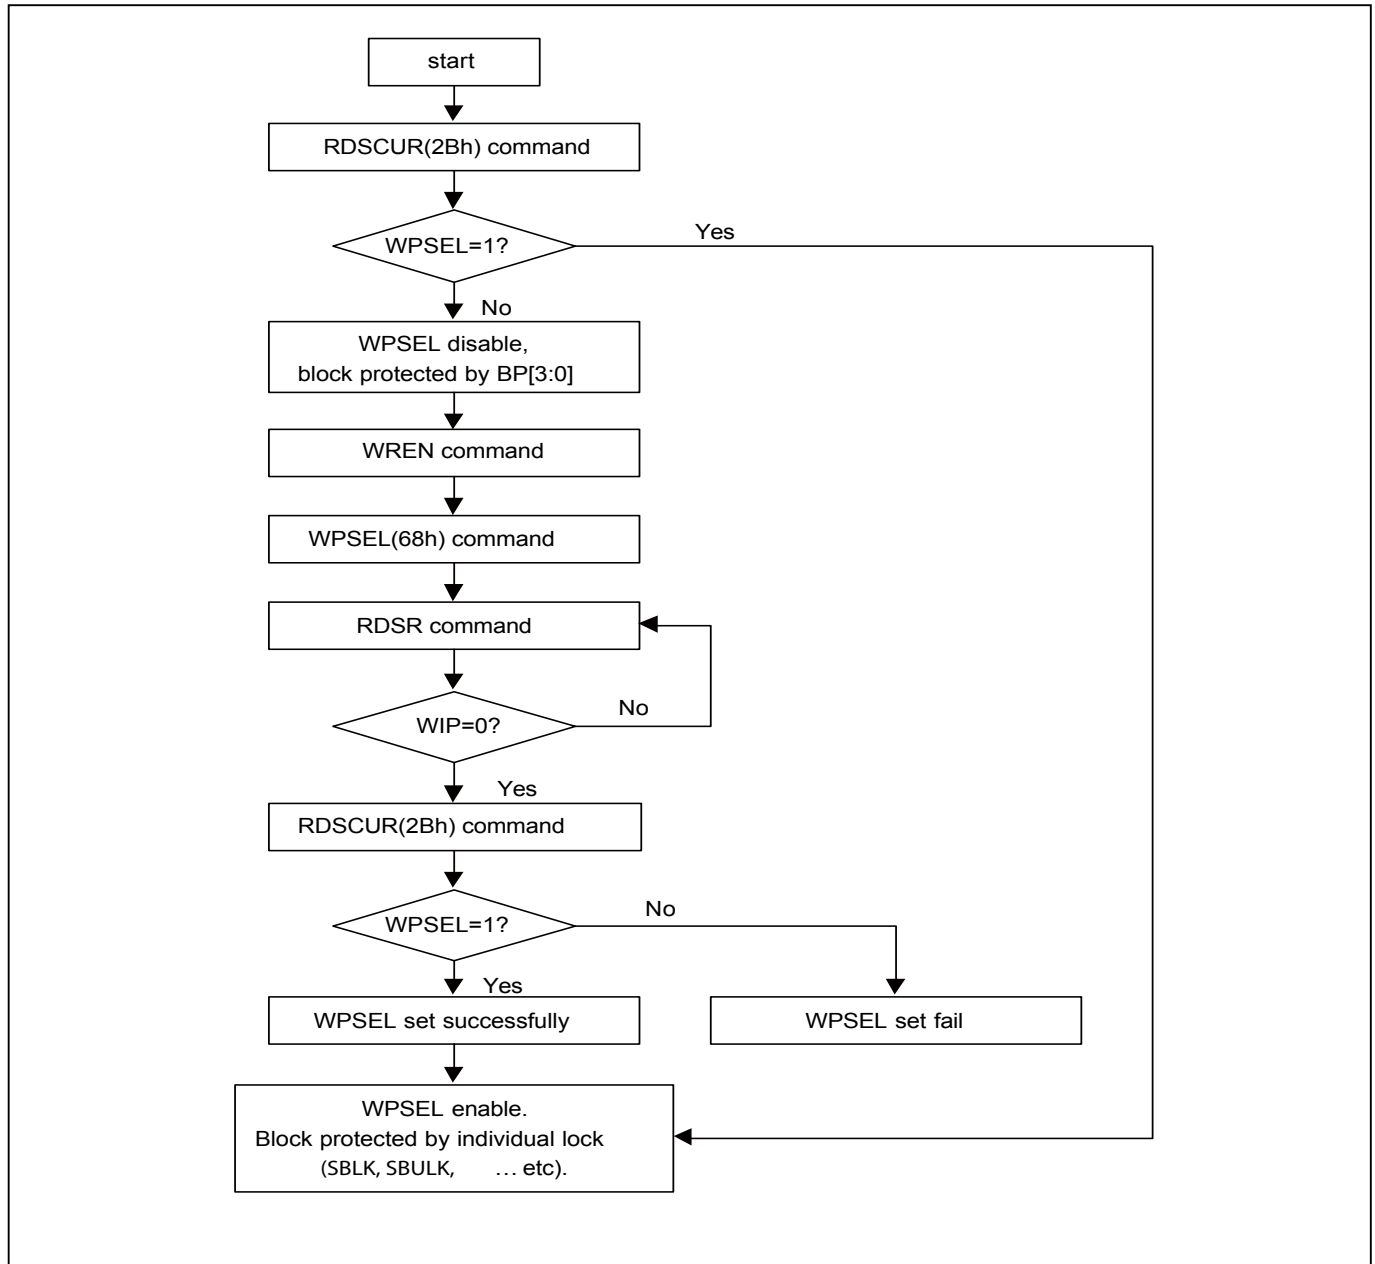 start
RDSCUR(2Bh) command
WPSEL=1?
Yes
No
WPSEL disable,
block protected by BP[3:0]
WREN command
WPSEL(68h) command
RDSR command
WIP=0?
No
Yes
RDSCUR(2Bh) command
WPSEL=1?
No
Yes
WPSEL set successfully
WPSEL set fail
WPSEL enable.
Block protected by individual lock
(SBLK, SBULK, ... etc).